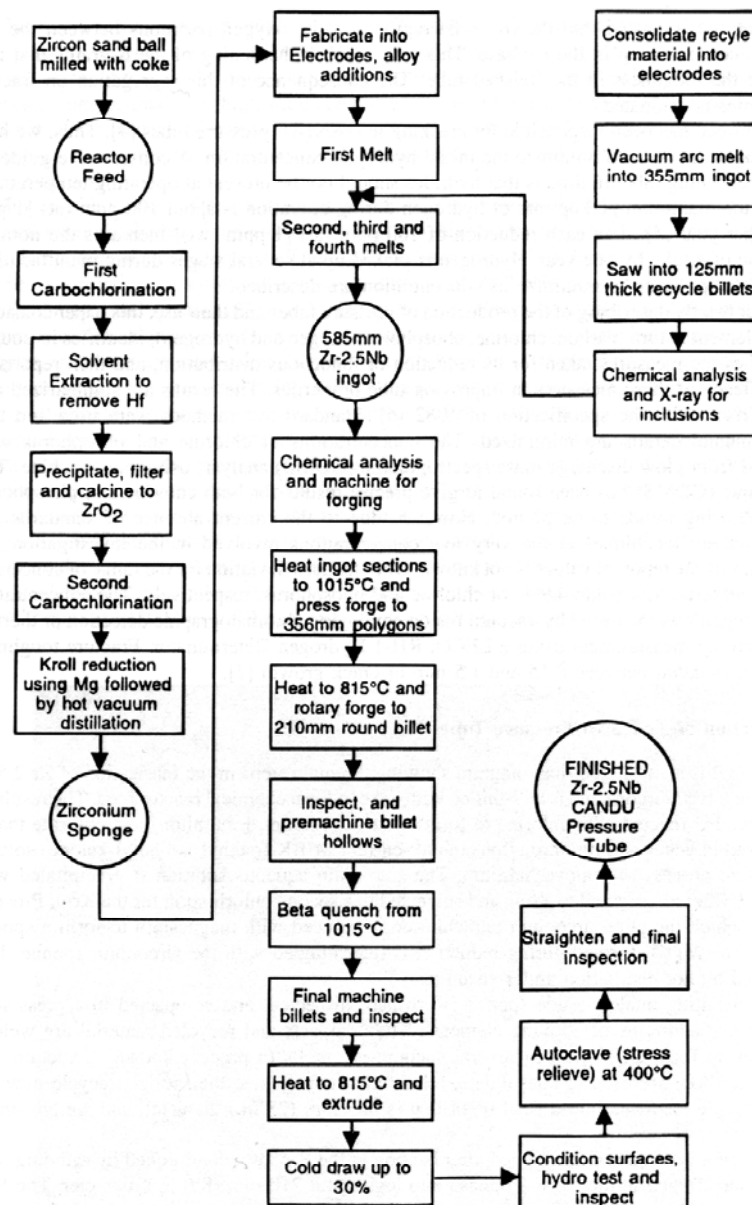 Zircon sand ball
milled with coke
Reactor
Feed
First
Carbochlorination
Solvent
Extraction to
remove Hf
Precipitate, filter
and calcine to
ZrO2
Second
Carbochlorination
Kroll reduction
using Mg followed
by hot vacuum
distillation
Zirconium
Sponge
Fabricate into
Electrodes, alloy
additions
First Melt
Second, third and
fourth melts
585mm
Zr-2.5Nb
ingot
Chemical analysis
and machine for
forging
Heat ingot sections
to 1015°C and
press forge to
356mm polygon
Heat to 815°C and
rotary forge to
210mm round billet
Inspect, and
premachine billet
hollows
Beta quench from
1015°C
Final machine
billets and inspect
Heat to 815°C and
extrude
Cold draw up to
30%
Consolidate recyle
material into
electrodes
Vacuum arc melt
into 355mm ingot
Saw into 125mm
thick recycle billets
Chemical analysis
and X-ray for
inclusions
FINISHED
Zr-2.5Nb
CANDU
Pressure
Tube
Straighten and final
inspection
Autoclave (stress
relieve) at 400°C
Condition surfaces,
hydro test and
inspect